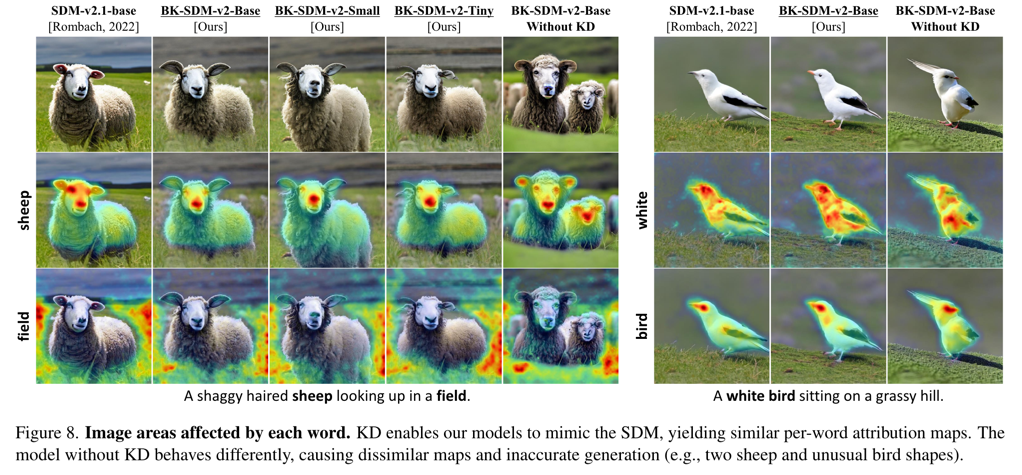 SDM-v2.1-base BK-SDM-v2-Base BK-SDM-v2-Small BK-SDM-v2-Tiny BK-SDM-v2-Base
[Rombach, 2022] [Ours] [Ours] [Ours] Without KD
sheep
field
A shaggy haired sheep looking up in a field.
SDM-v2.1-base BK-SDM-v2-Base BK-SDM-v2-Base
[Rombach, 2022] [Ours] Without KD
white
bird
A white bird sitting on a grassy hill.
Figure 8. Image areas affected by each word. KD enables our models to mimic the SDM, yielding similar per-word attribution maps. The
model without KD behaves differently, causing dissimilar maps and inaccurate generation (e.g., two sheep and unusual bird shapes).